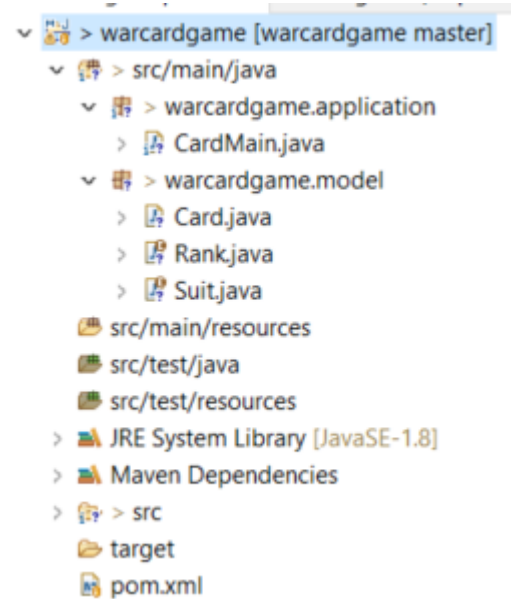 > warcardgame [warcardgame master]
> src/main/java
> warcardgame.application
CardMain.java
> warcardgame.model
Card.java
Rank.java
Suit.java
src/main/resources
src/test/java
src/test/resources
JRE System Library [JavaSE-1.8]
Maven Dependencies
> src
target
pom.xml